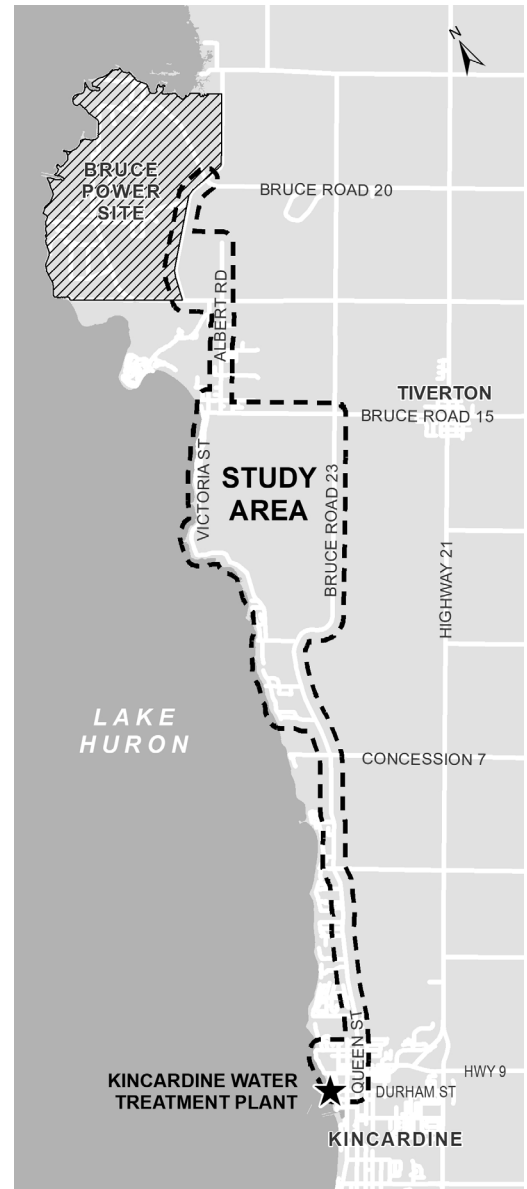 N
BRUCE
POWER
SITE
BRUCE ROAD 20
ALBERT RD
TIVERTON
BRUCE ROAD 15
VICTORIA ST
STUDY
AREA
BRUCE ROAD 23
HIGHWAY 21
LAKE
HURON
CONCESSION 7
QUEEN ST
HWY 9
KINCARDINE WATER
TREATMENT PLANT
DURHAM ST
KINCARDINE